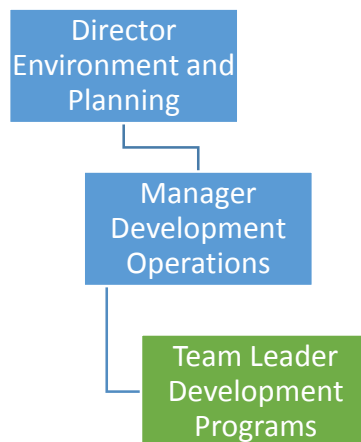 Director
Environment and
Planning
Manager
Development
Operations
Team Leader
Development
Programs